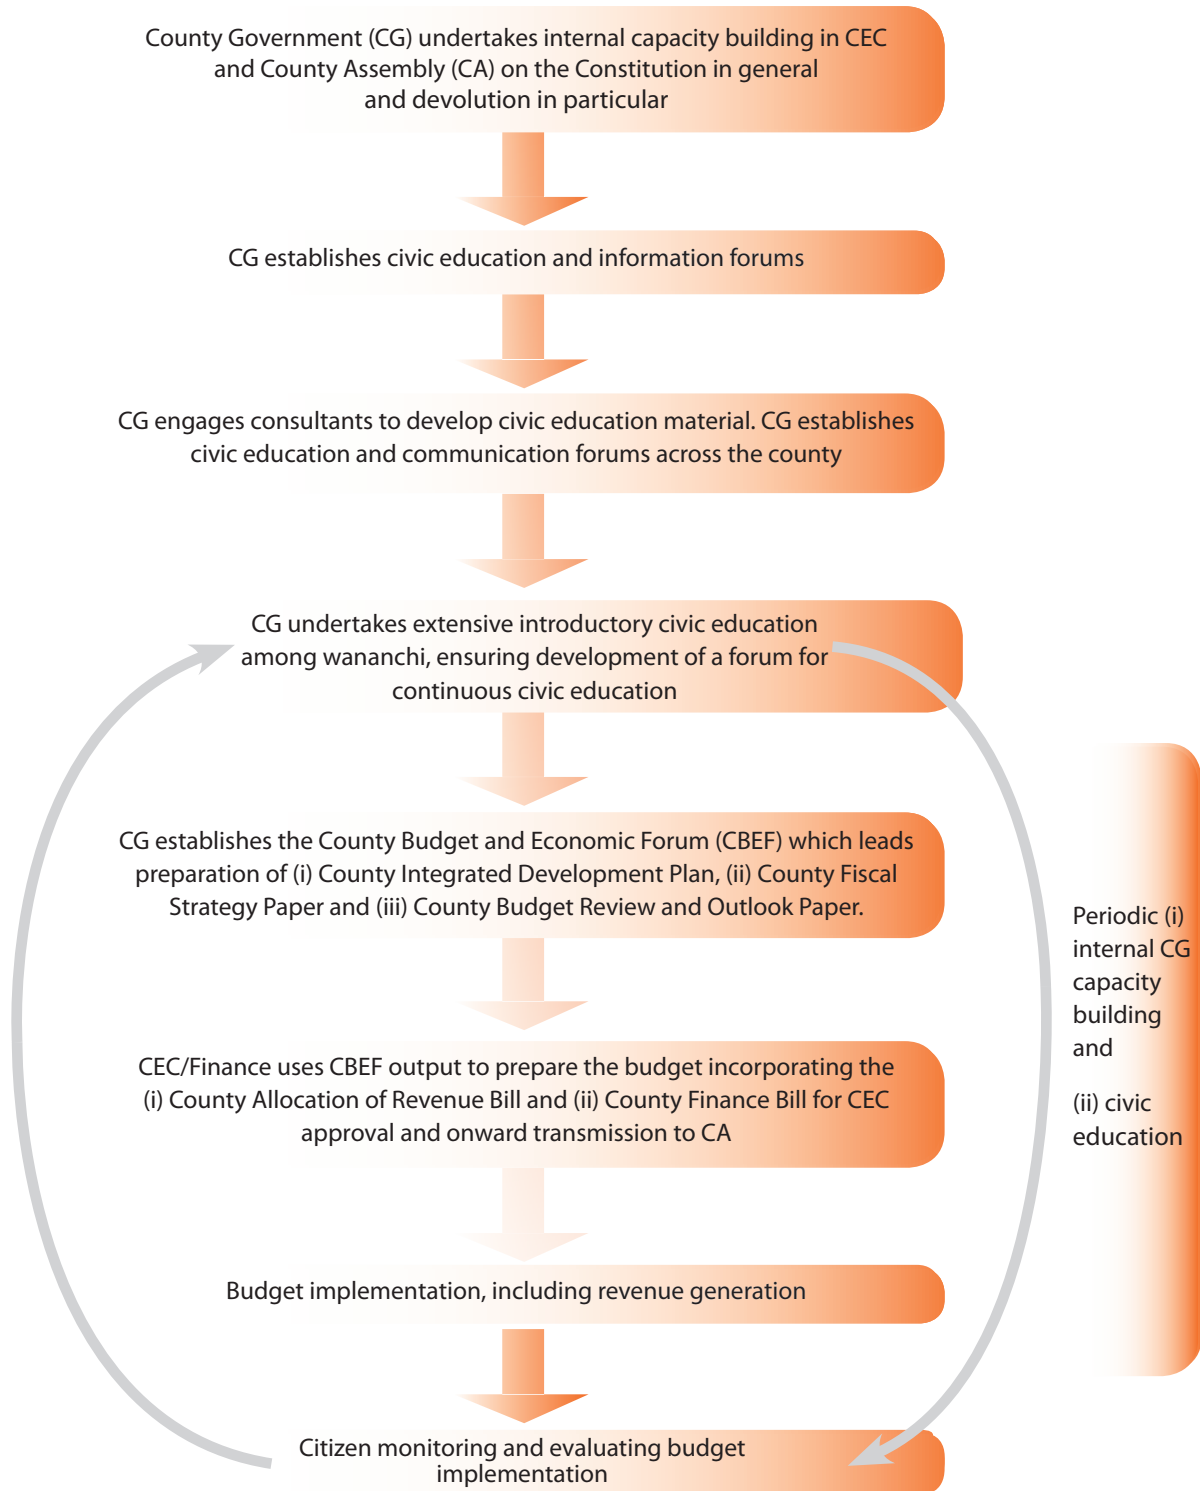 County Government (CG) undertakes internal capacity building in CEC
and County Assembly (CA) on the Constitution in general
and devolution in particular
CG establishes civic education and information forums
CG engages consultants to develop civic education material. CG establishes
civic education and communication forums across the county
CG undertakes extensive introductory civic education
among wananchi, ensuring development of a forum for
continuous civic education
CG establishes the County Budget and Economic Forum (CBEF) which leads
preparation of (i) County Integrated Development Plan, (ii) County Fiscal
Strategy Paper and (iii) County Budget Review and Outlook Paper.
CEC/Finance uses CBEF output to prepare the budget incorporating the
(i) County Allocation of Revenue Bill and (ii) County Finance Bill for CEC
approval and onward transmission to CA
Budget implementation, including revenue generation
Citizen monitoring and evaluating budget
implementation
Periodic (i)
internal CG
capacity
building
and
(ii) civic
education